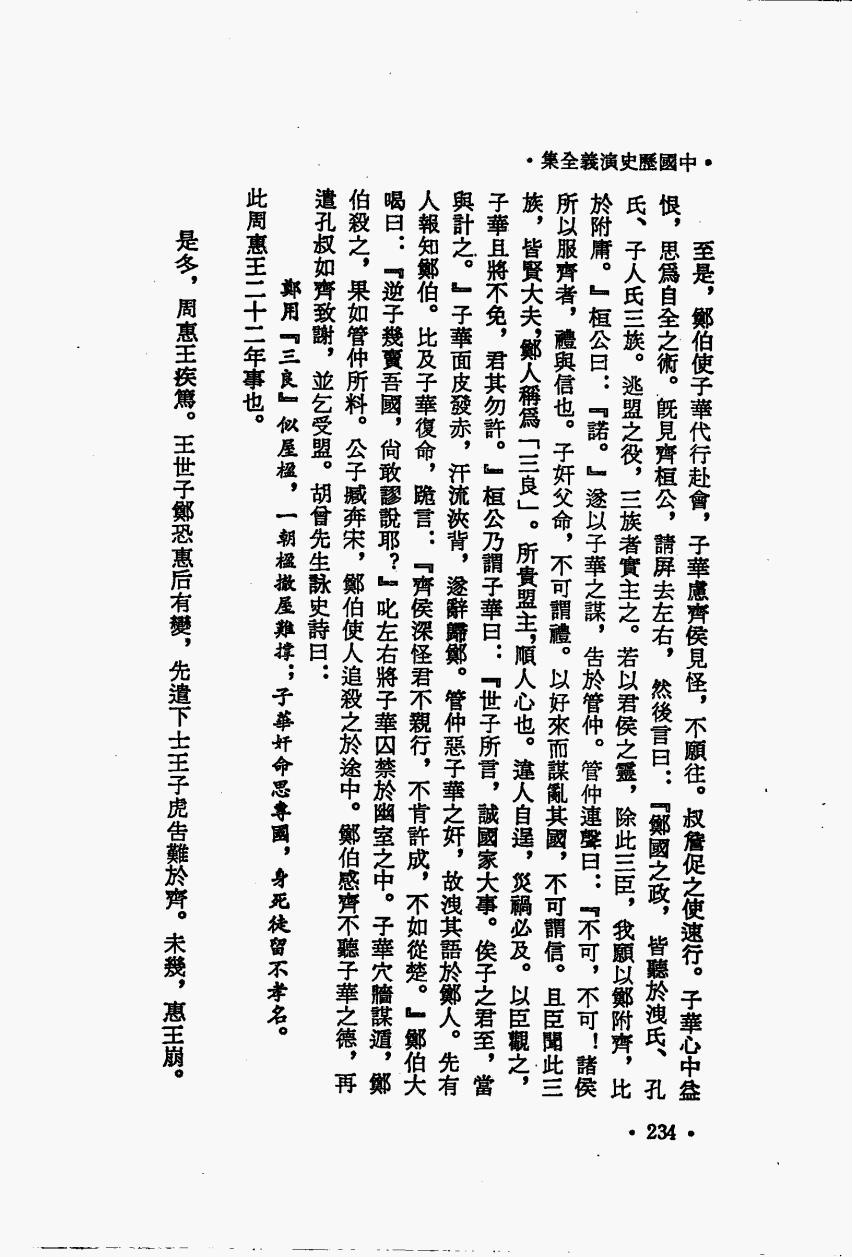 •中國歷史演義全集•
至是，鄭伯使子華代行赴會，子華慮齊侯見怪，不願往。叔詹促之使速行。子華心中益
恨，思爲自全之術。旣見齊桓公，請屏去左右，然後言曰：『鄭國之政，皆聽於洩氏、孔
氏、子人氏三族。逃盟之役，三族者實主之。若以君侯之靈，除此三臣，我願以鄭附齊，比
於附庸。』桓公曰：『諾。』遂以子華之謀，告於管仲。管仲連聲曰：『不可，不可！諸侯
所以服齊者，禮與信也。子奸父命，不可謂禮。以好來而謀亂其國，不可謂信。且臣聞此三
族，皆賢大夫，鄭人稱爲「三良」。所貴盟主，順人心也。違人自逞，災禍必及。以臣觀之，
子華且將不免，君其勿許。』桓公乃謂子華曰：『世子所言，誠國家大事。俟子之君至，當
與計之。』子華面皮發赤，汗流浹背，遂辭歸鄭。管仲惡子華之奸，故洩其語於鄭人。先有
人報知鄭伯。比及子華復命，跪言：『齊侯深怪君不親行，不肯許成，不如從楚。』鄭伯大
喝曰：『逆子幾賣吾國，尙敢謬說耶？』叱左右將子華囚禁於幽室之中。子華穴牆謀遁，鄭
伯殺之，果如管仲所料。公子臧奔宋，鄭伯使人追殺之於途中。鄭伯感齊不聽子華之德，再
遣孔叔如齊致謝，並乞受盟。胡曾先生詠史詩曰：
鄭用『三良』似屋楹，一朝楹撤屋難撐；子華奸命思專國，身死徒留不孝名。
此周惠王二十二年事也。
是冬，周惠王疾篤。王世子鄭恐惠后有變，先遣下士王子虎告難於齊。未幾，惠王崩。
•234•